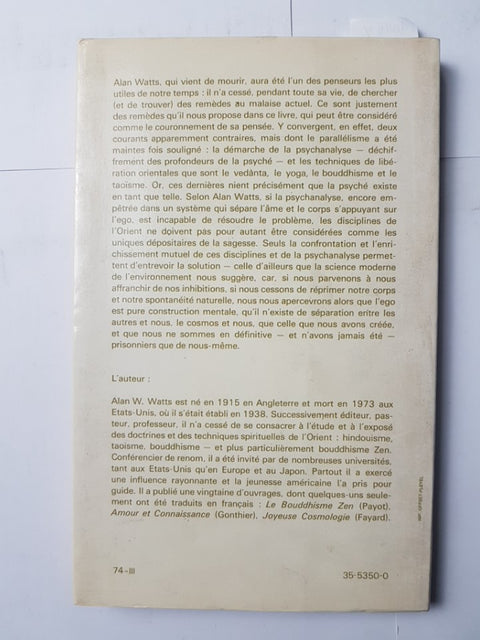 Alan Watts, qui vient de mourir, aura été l'un des penseurs les plus
utiles de notre temps : il n'a cessé, pendant toute sa vie, de chercher
(et de trouver) des remèdes au malaise actuel. Ce sont justement
des remèdes qu'il nous propose dans ce livre, qui peut être considéré
comme le couronnement de sa pensée. Y convergent, en effet, deux
courants apparemment contraires, mais dont le parallélisme a été
maintes fois souligné : la démarche de la psychanalyse — déchif-
frement des profondeurs de la psyché — et les techniques de libé-
ration orientales que sont le vedânta, le yoga, le bouddhisme et le
taoïsme. Or, ces dernières nient précisément que la psyché existe
en tant que telle. Selon Alan Watts, si la psychanalyse, encore em-
pêtrée dans un système qui sépare l'âme et le corps s'appuyant sur
l'ego, est incapable de résoudre le problème, les disciplines de
l'Orient ne doivent pas pour autant être considérées comme les
uniques dépositaires de la sagesse. Seuls la confrontation et l'enri-
chissement mutuel de ces disciplines et de la psychanalyse permet-
tent d'entrevoir la solution — celle d'ailleurs que la science moderne
de l'environnement nous suggère, car, si nous parvenons à nous
affranchir de nos inhibitions, si nous cessons de réprimer notre corps
et notre spontanéité naturelle, nous nous apercevrons alors que l'ego
est pure construction mentale, qu'il n'existe de séparation entre les
autres et nous, le cosmos et nous, que celle que nous avons créée,
et que nous ne sommes en définitive — et n'avons jamais été —
prisonniers que de nous-même.
L'auteur :
Alan W. Watts est né en 1915 en Angleterre et mort en 1973 aux
Etats-Unis, où il s'était établi en 1938. Successivement éditeur, pas-
teur, professeur, il n'a cessé de se consacrer à l'étude et à l'exposé
des doctrines et des techniques spirituelles de l'Orient : hindouisme,
taoïsme, bouddhisme — et plus particulièrement bouddhisme Zen.
Conférencier de renom, il a été invité par de nombreuses universités,
tant aux Etats-Unis qu'en Europe et au Japon. Partout il a exercé
une influence rayonnante et la jeunesse américaine l'a pris pour
guide. Il a publié une vingtaine d'ouvrages, dont quelques-uns seule-
ment ont été traduits en français : Le Bouddhisme Zen (Payot).
Amour et Connaissance (Gonthier). Joyeuse Cosmologie (Fayard).
74-III
35-5350-0
OFFSET-PLEYEL